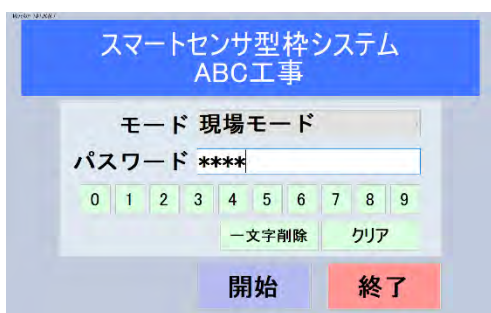 スマートセンサ型枠システム
ABC工事
モード 現場モード
パスワード ****
0 1 2 3 4 5 6 7 8 9
一文字削除 クリア
開始 終了